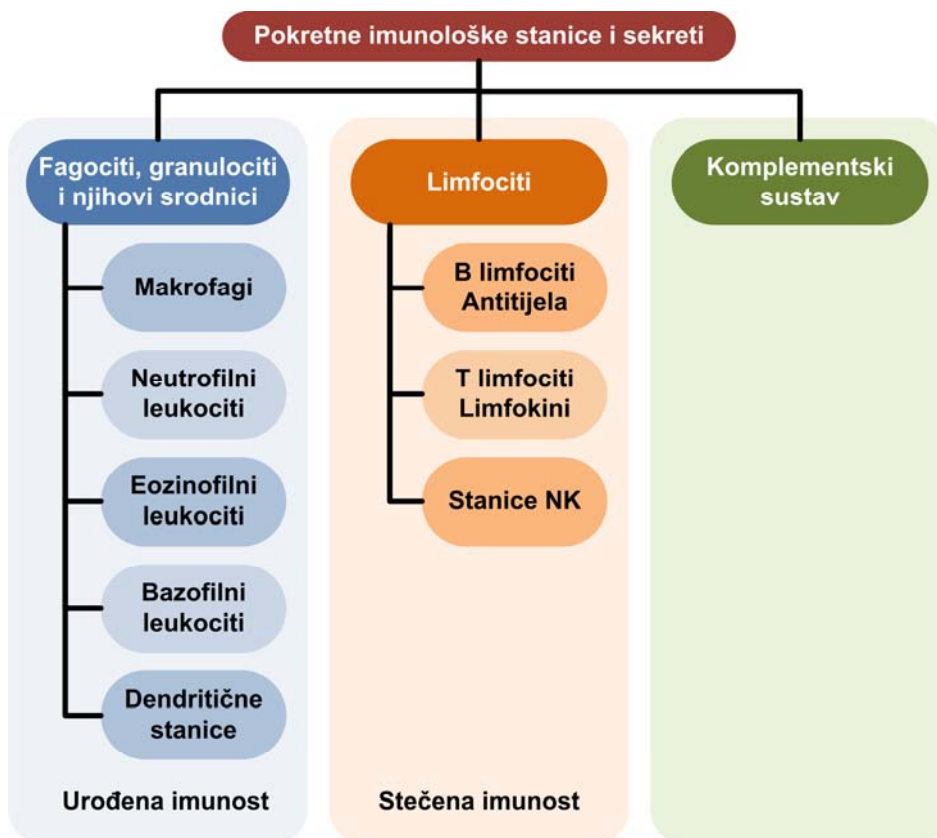 Pokretne imunološke stanice i sekreti
Fagociti, granulociti
i njihovi srodnici
Makrofagi
Neutrofilni
leukociti
Eozinofilni
leukociti
Bazofilni
leukociti
Dendritične
stanice
Urođena imunost
Limfociti
B limfociti
Antitijela
T limfociti
Limfokini
Stanice NK
Stečena imunost
Komplementski
sustav